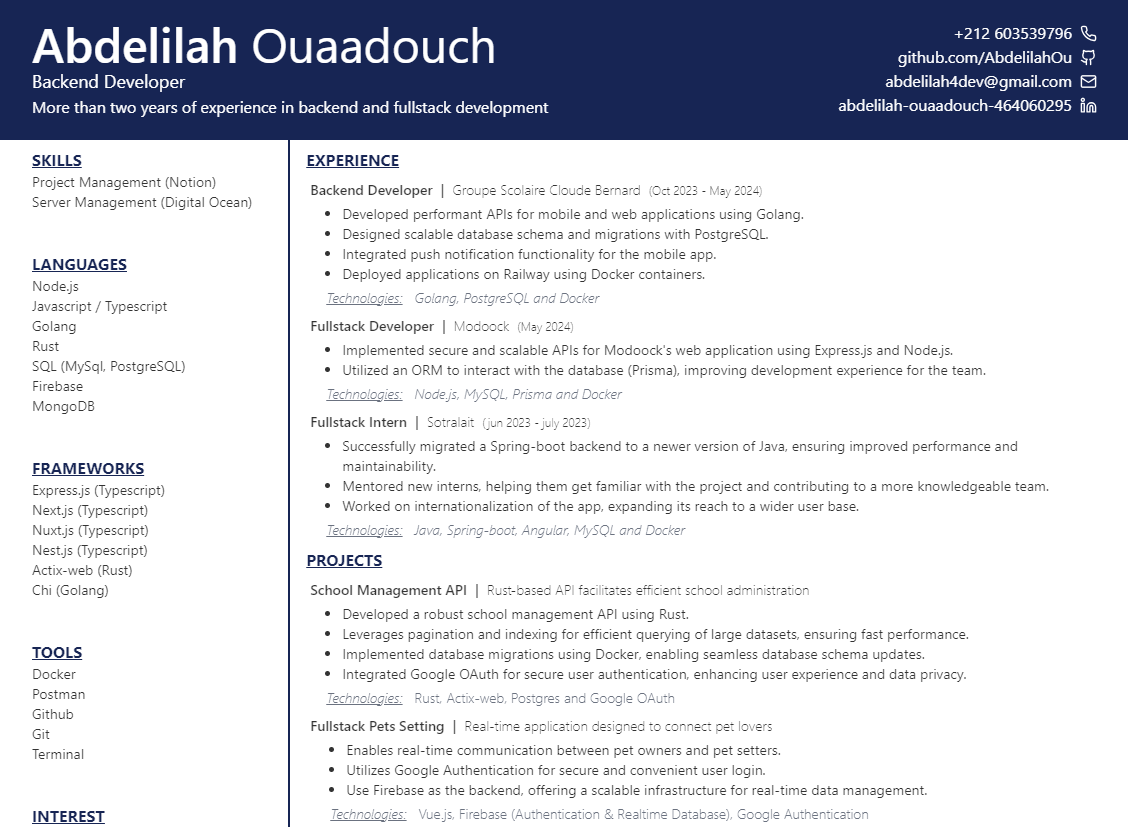 Abdelilah Ouaadouch
Backend Developer
More than two years of experience in backend and fullstack development
+212 603539796
github.com/AbdelilahOu
abdelilah4dev@gmail.com
abdelilah-ouaadouch-464060295
SKILLS
Project Management (Notion)
Server Management (Digital Ocean)
LANGUAGES
Node.js
Javascript / Typescript
Golang
Rust
SQL (MySql, PostgreSQL)
Firebase
MongoDB
FRAMEWORKS
Express.js (Typescript)
Next.js (Typescript)
Nuxt.js (Typescript)
Nest.js (Typescript)
Actix-web (Rust)
Chi (Golang)
TOOLS
Docker
Postman
Github
Git
Terminal
INTEREST
EXPERIENCE
Backend Developer | Groupe Scolaire Cloude Bernard (Oct 2023 - May 2024)
• Developed performant APIs for mobile and web applications using Golang.
• Designed scalable database schema and migrations with PostgreSQL.
• Integrated push notification functionality for the mobile app.
• Deployed applications on Railway using Docker containers.
Technologies: Golang, PostgreSQL and Docker
Fullstack Developer | Modoock (May 2024)
• Implemented secure and scalable APIs for Modoock's web application using Express.js and Node.js.
• Utilized an ORM to interact with the database (Prisma), improving development experience for the team.
Technologies: Node.js, MySQL, Prisma and Docker
Fullstack Intern | Sotralait (jun 2023 - july 2023)
• Successfully migrated a Spring-boot backend to a newer version of Java, ensuring improved performance and
maintainability.
• Mentored new interns, helping them get familiar with the project and contributing to a more knowledgeable team.
• Worked on internationalization of the app, expanding its reach to a wider user base.
Technologies: Java, Spring-boot, Angular, MySQL and Docker
PROJECTS
School Management API | Rust-based API facilitates efficient school administration
• Developed a robust school management API using Rust.
• Leverages pagination and indexing for efficient querying of large datasets, ensuring fast performance.
• Implemented database migrations using Docker, enabling seamless database schema updates.
• Integrated Google OAuth for secure user authentication, enhancing user experience and data privacy.
Technologies: Rust, Actix-web, Postgres and Google OAuth
Fullstack Pets Setting | Real-time application designed to connect pet lovers
• Enables real-time communication between pet owners and pet setters.
• Utilizes Google Authentication for secure and convenient user login.
• Use Firebase as the backend, offering a scalable infrastructure for real-time data management.
Technologies: Vue.js, Firebase (Authentication & Realtime Database), Google Authentication